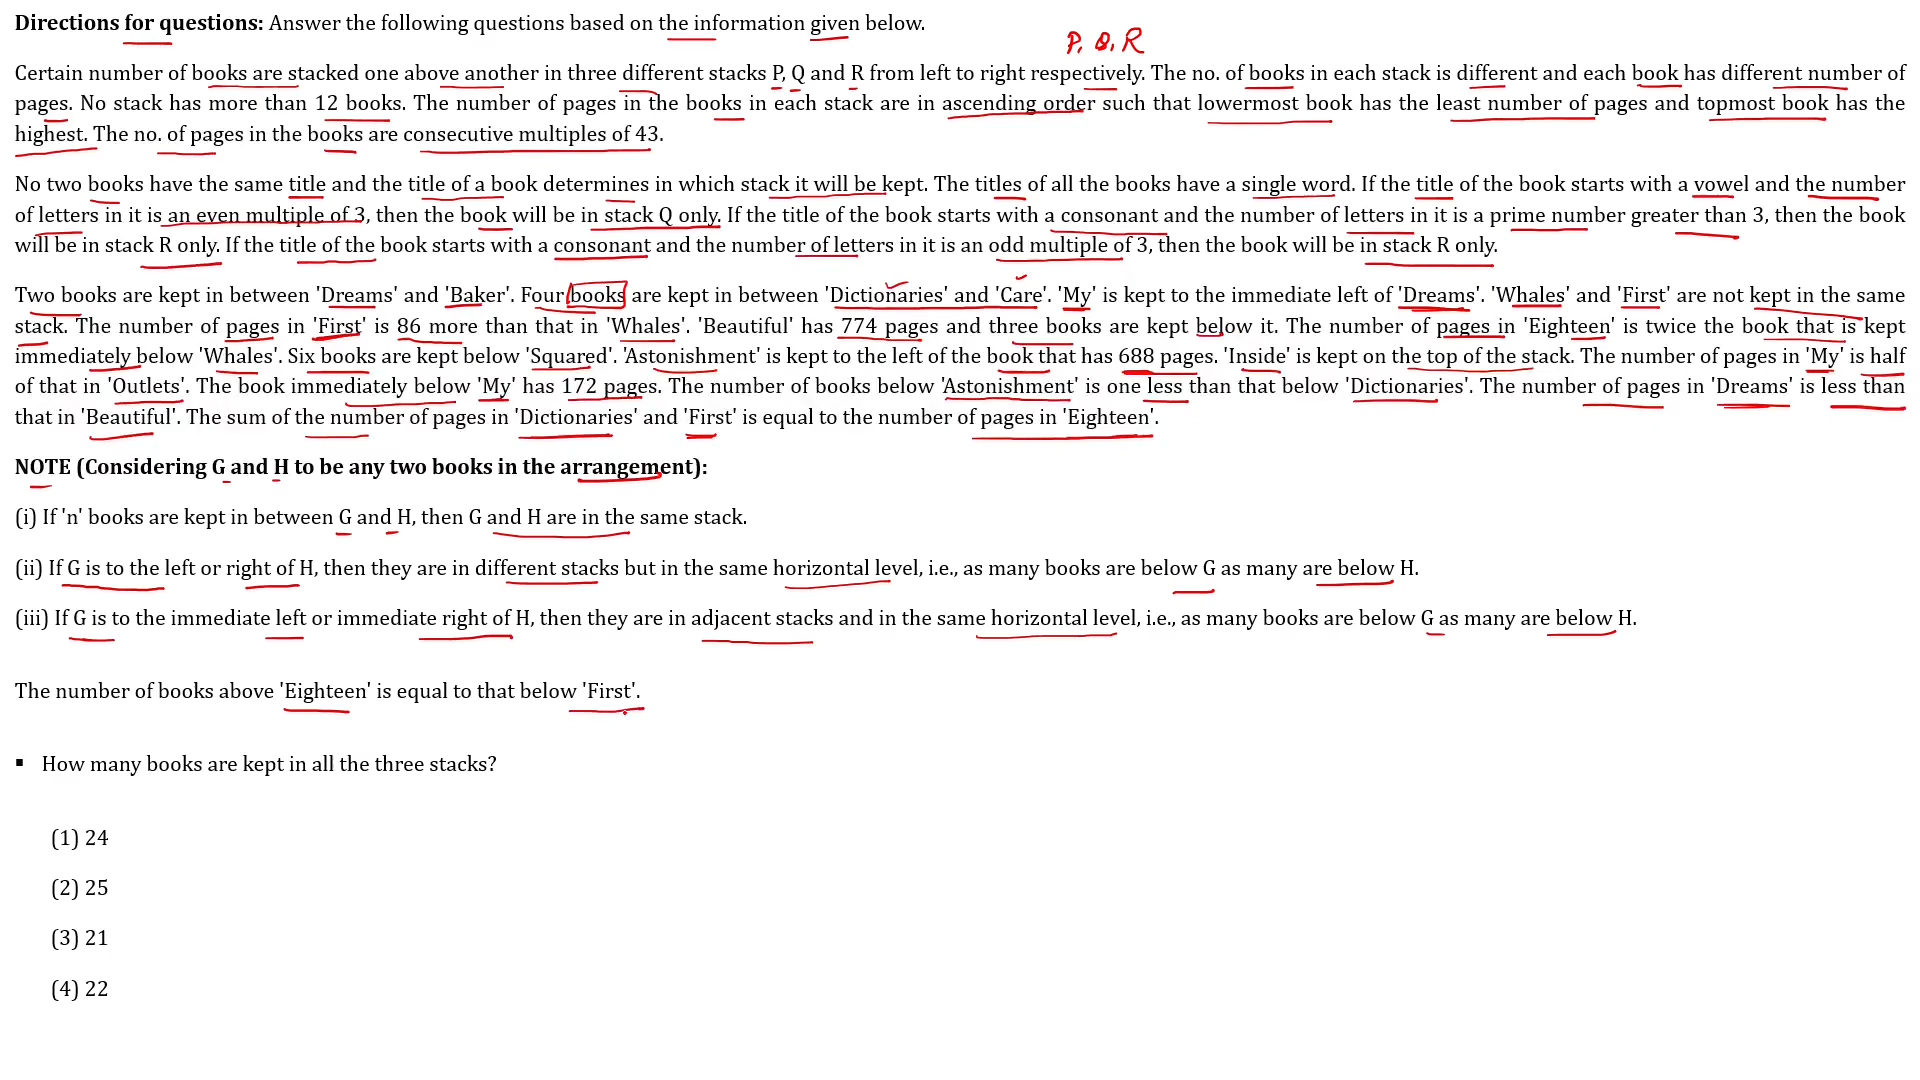 Directions for questions: Answer the following questions based on the information given below.
P, Q, R
Certain number of books are stacked one above another in three different stacks P, Q and R from left to right respectively. The no. of books in each stack is different and each book has different number of
pages. No stack has more than 12 books. The number of pages in the books in each stack are in ascending order such that lowermost book has the least number of pages and topmost book has the
highest. The no. of pages in the books are consecutive multiples of 43.
No two books have the same title and the title of a book determines in which stack it will be kept. The titles of all the books have a single word. If the title of the book starts with a vowel and the number
of letters in it is an even multiple of 3, then the book will be in stack Q only. If the title of the book starts with a consonant and the number of letters in it is a prime number greater than 3, then the book
will be in stack R only. If the title of the book starts with a consonant and the number of letters in it is an odd multiple of 3, then the book will be in stack R only.
Two books are kept in between 'Dreams' and 'Baker'. Four books are kept in between 'Dictionaries' and 'Care'. 'My' is kept to the immediate left of 'Dreams'. 'Whales' and 'First' are not kept in the same
stack. The number of pages in 'First' is 86 more than that in 'Whales'. 'Beautiful' has 774 pages and three books are kept below it. The number of pages in 'Eighteen' is twice the book that is kept
immediately below 'Whales'. Six books are kept below 'Squared'. 'Astonishment' is kept to the left of the book that has 688 pages. 'Inside' is kept on the top of the stack. The number of pages in 'My' is half
of that in 'Outlets'. The book immediately below 'My' has 172 pages. The number of books below 'Astonishment' is one less than that below 'Dictionaries'. The number of pages in 'Dreams' is less than
that in 'Beautiful'. The sum of the number of pages in 'Dictionaries' and 'First' is equal to the number of pages in 'Eighteen'.
NOTE (Considering G and H to be any two books in the arrangement):
(i) If 'n' books are kept in between G and H, then G and H are in the same stack.
(ii) If G is to the left or right of H, then they are in different stacks but in the same horizontal level, i.e., as many books are below G as many are below H.
(iii) If G is to the immediate left or immediate right of H, then they are in adjacent stacks and in the same horizontal level, i.e., as many books are below G as many are below H.
The number of books above 'Eighteen' is equal to that below 'First'.
▪ How many books are kept in all the three stacks?
(1) 24
(2) 25
(3) 21
(4) 22